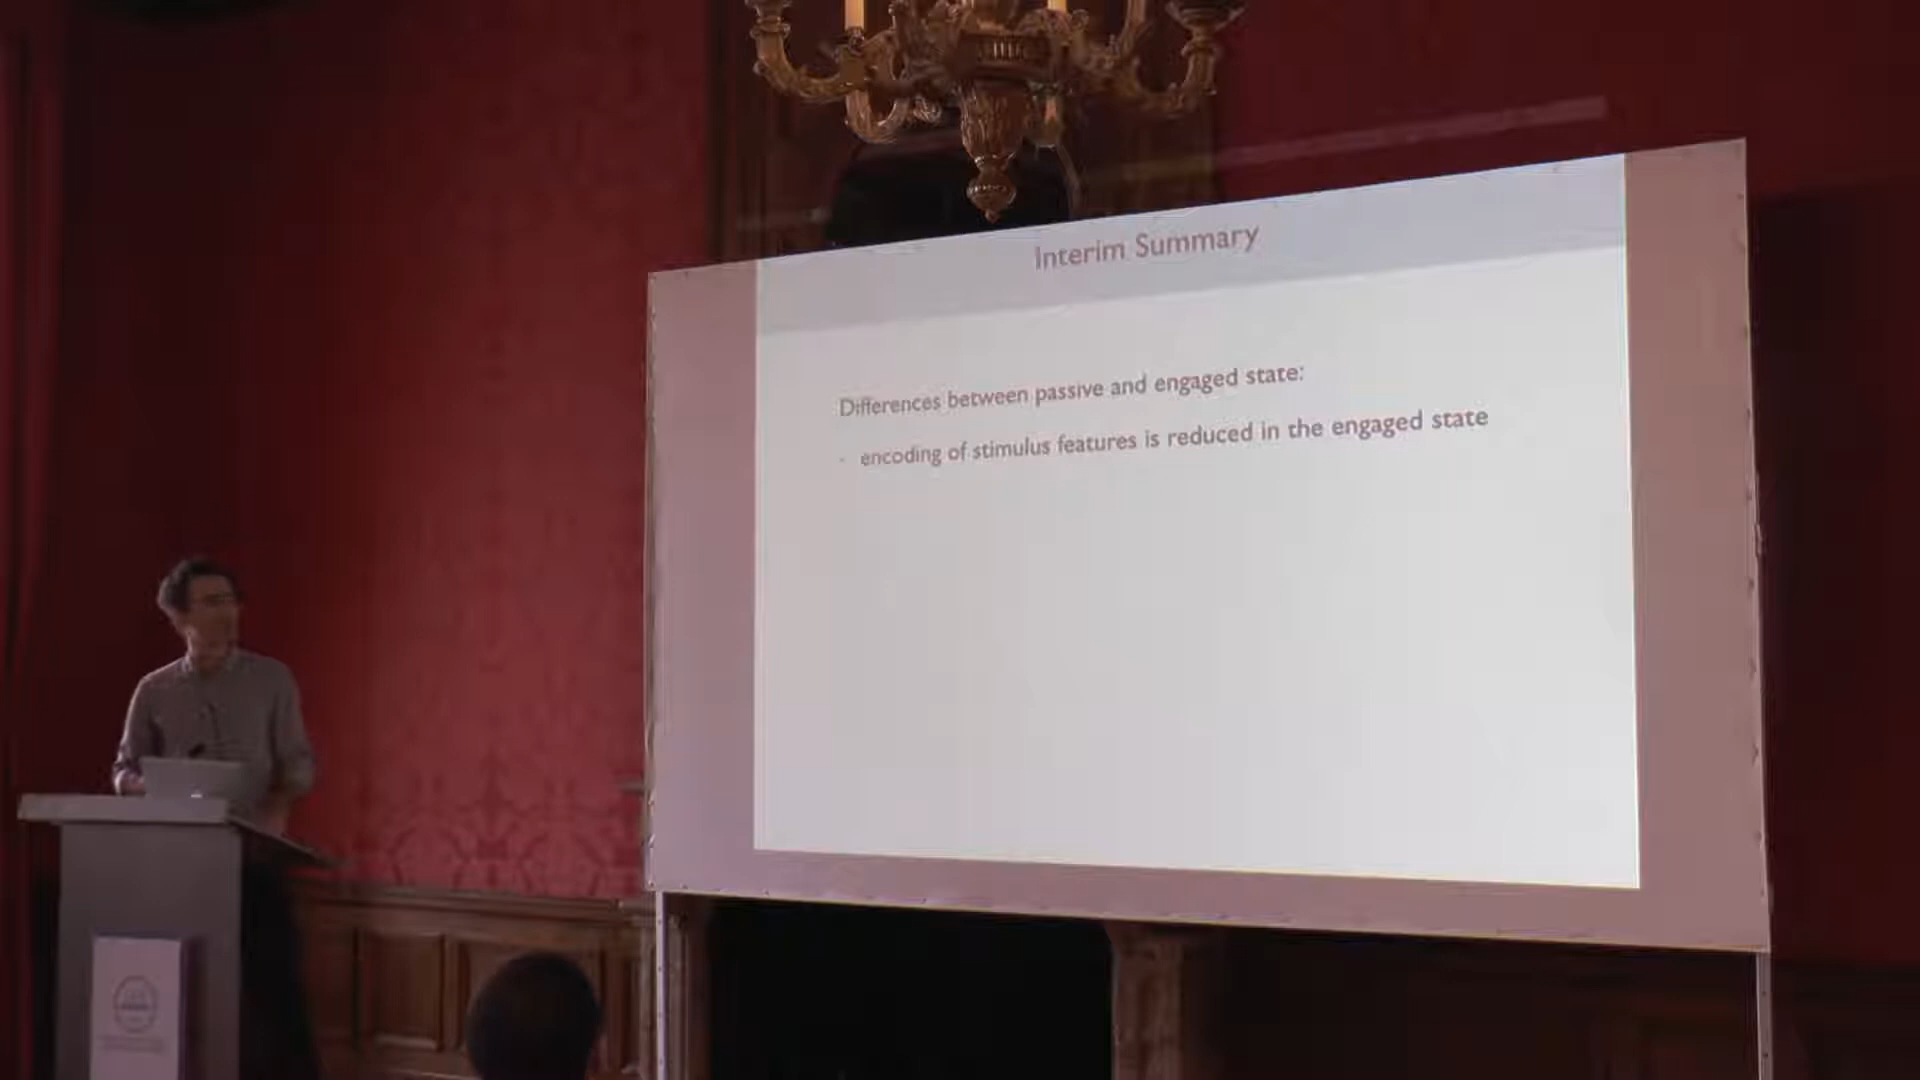 Interim Summary
Differences between passive and engaged state:
- encoding of stimulus features is reduced in the engaged state